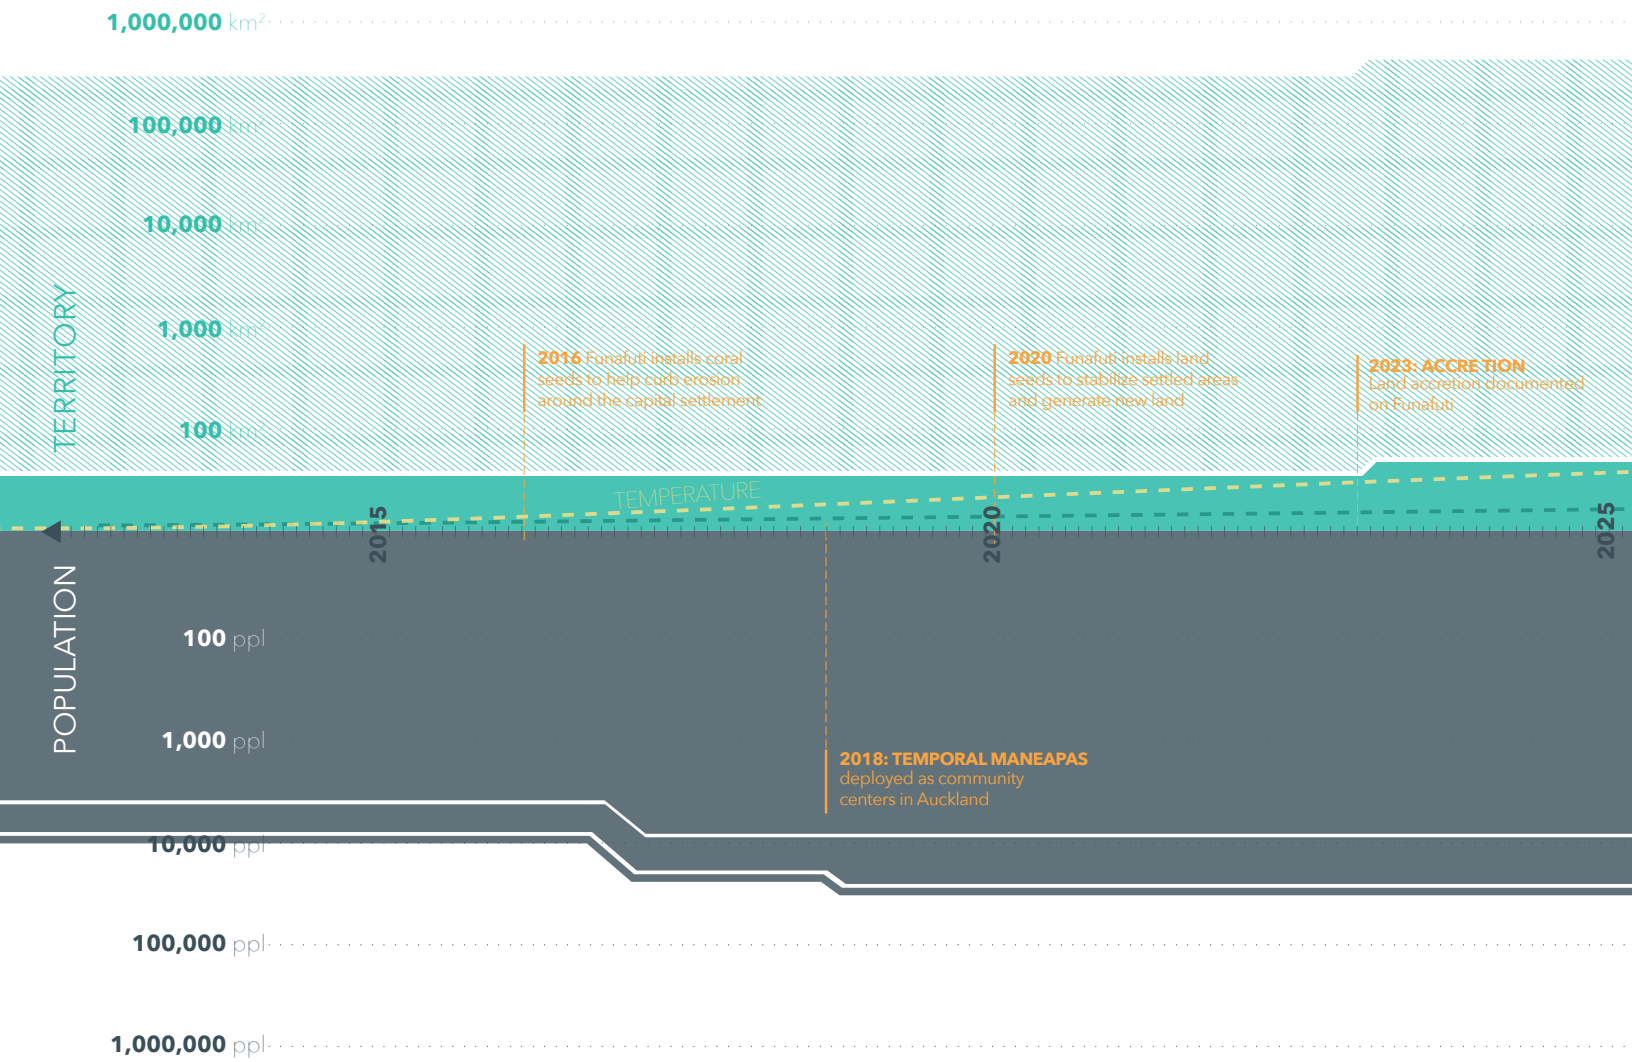 1,000,000 km²
100,000 km²
10,000 km²
1,000 km²
100 km²
TERRITORY
2016 Funafuti installs coral
seeds to help curb erosion
around the capital settlement
2020 Funafuti installs land
seeds to stabilize settled areas
and generate new land
2023: ACCRETION
Land accretion documented
on Funafuti
TEMPERATURE
2015
2020
2025
POPULATION
100 ppl
1,000 ppl
2018: TEMPORAL MANEAPAS
deployed as community
centers in Auckland
10,000 ppl
100,000 ppl
1,000,000 ppl